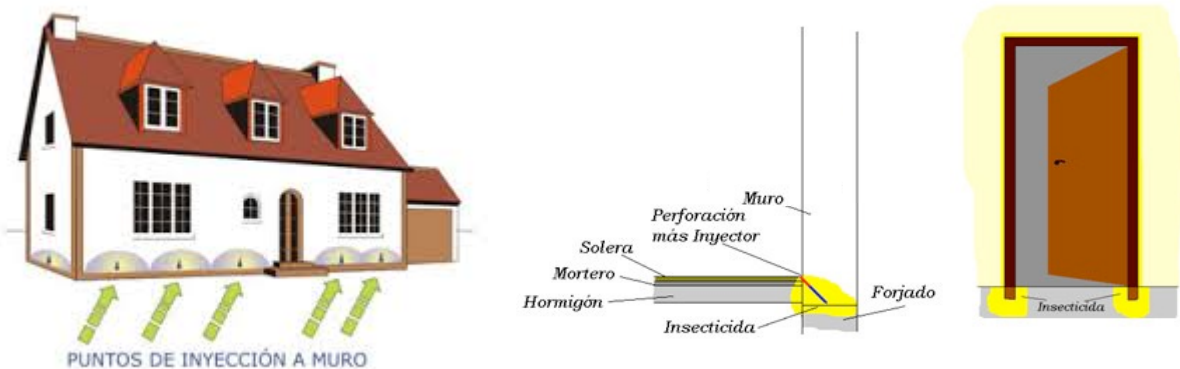 PUNTOS DE INYECCIÓN A MURO
Muro
Perforación
más Inyector
Solera
Mortero
Hormigón
Insecticida
Forjado
Insecticida